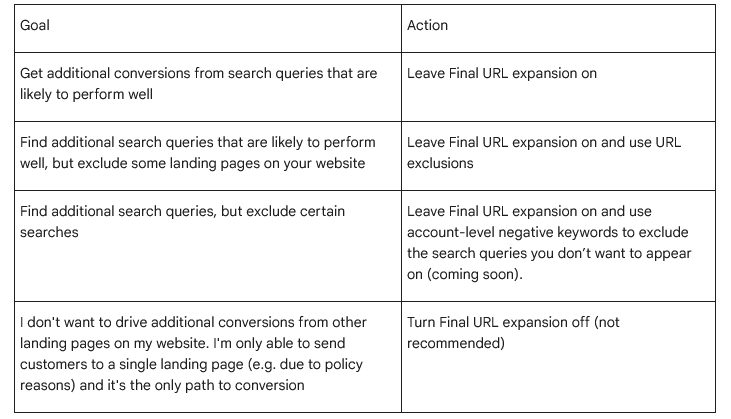 Goal
Action
Get additional conversions from search queries that are
likely to perform well
Leave Final URL expansion on
Find additional search queries that are likely to perform
well, but exclude some landing pages on your website
Leave Final URL expansion on and use URL
exclusions
Find additional search queries, but exclude certain
searches
Leave Final URL expansion on and use
account-level negative keywords to exclude
the search queries you don’t want to appear
on (coming soon).
I don't want to drive additional conversions from other
landing pages on my website. I'm only able to send
customers to a single landing page (e.g. due to policy
reasons) and it's the only path to conversion
Turn Final URL expansion off (not
recommended)